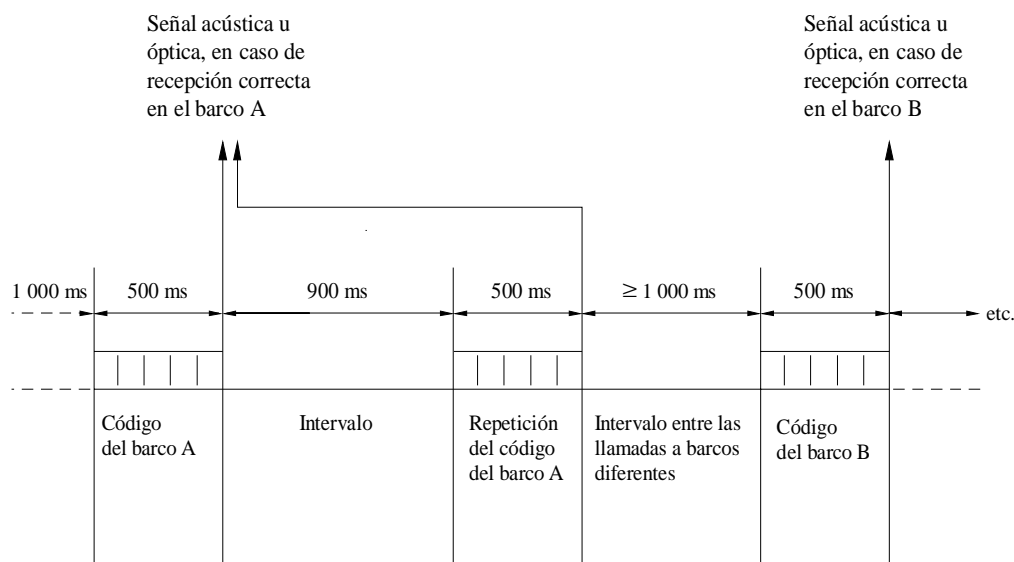 Señal acústica u
óptica, en caso de
recepción correcta
en el barco A
Señal acústica u
óptica, en caso de
recepción correcta
en el barco B
1 000 ms
500 ms
900 ms
500 ms
≥ 1 000 ms
500 ms
etc.
Código
del barco A
Intervalo
Repetición
del código
del barco A
Intervalo entre las
llamadas a barcos
diferentes
Código
del barco B